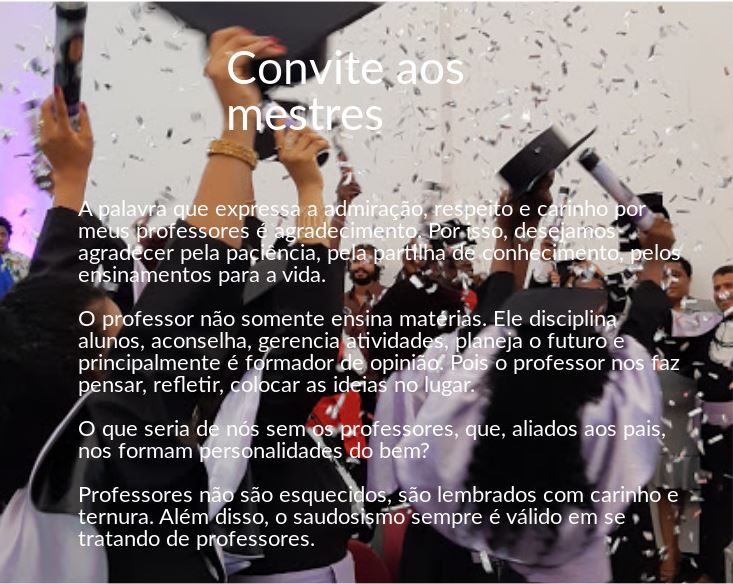 Convite aos
mestres
A palavra que expressa a admiração, respeito e carinho por
meus professores é agradecimento. Por isso, desejamos
agradecer pela paciência, pela partilha de conhecimento, pelos
ensinamentos para a vida.
O professor não somente ensina matérias. Ele disciplina
alunos, aconselha, gerencia atividades, planeja o futuro e
principalmente é formador de opinião. Pois o professor nos faz
pensar, refletir, colocar as ideias no lugar.
O que seria de nós sem os professores, que, aliados aos pais,
nos formam personalidades do bem?
Professores não são esquecidos, são lembrados com carinho e
ternura. Além disso, o saudosismo sempre é válido em se
tratando de professores.